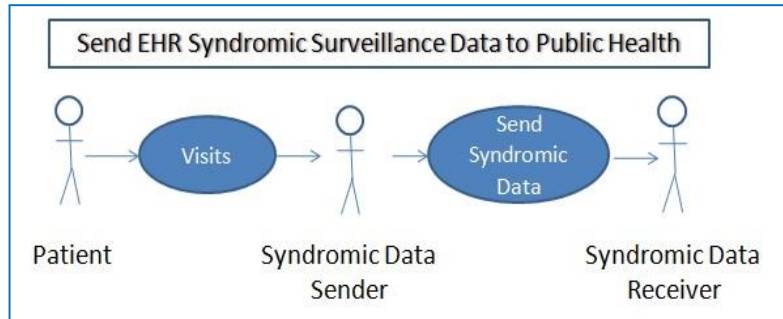 Send EHR Syndromic Surveillance Data to Public Health
Visits
Send
Syndromic
Data
Patient
Syndromic Data
Sender
Syndromic Data
Receiver